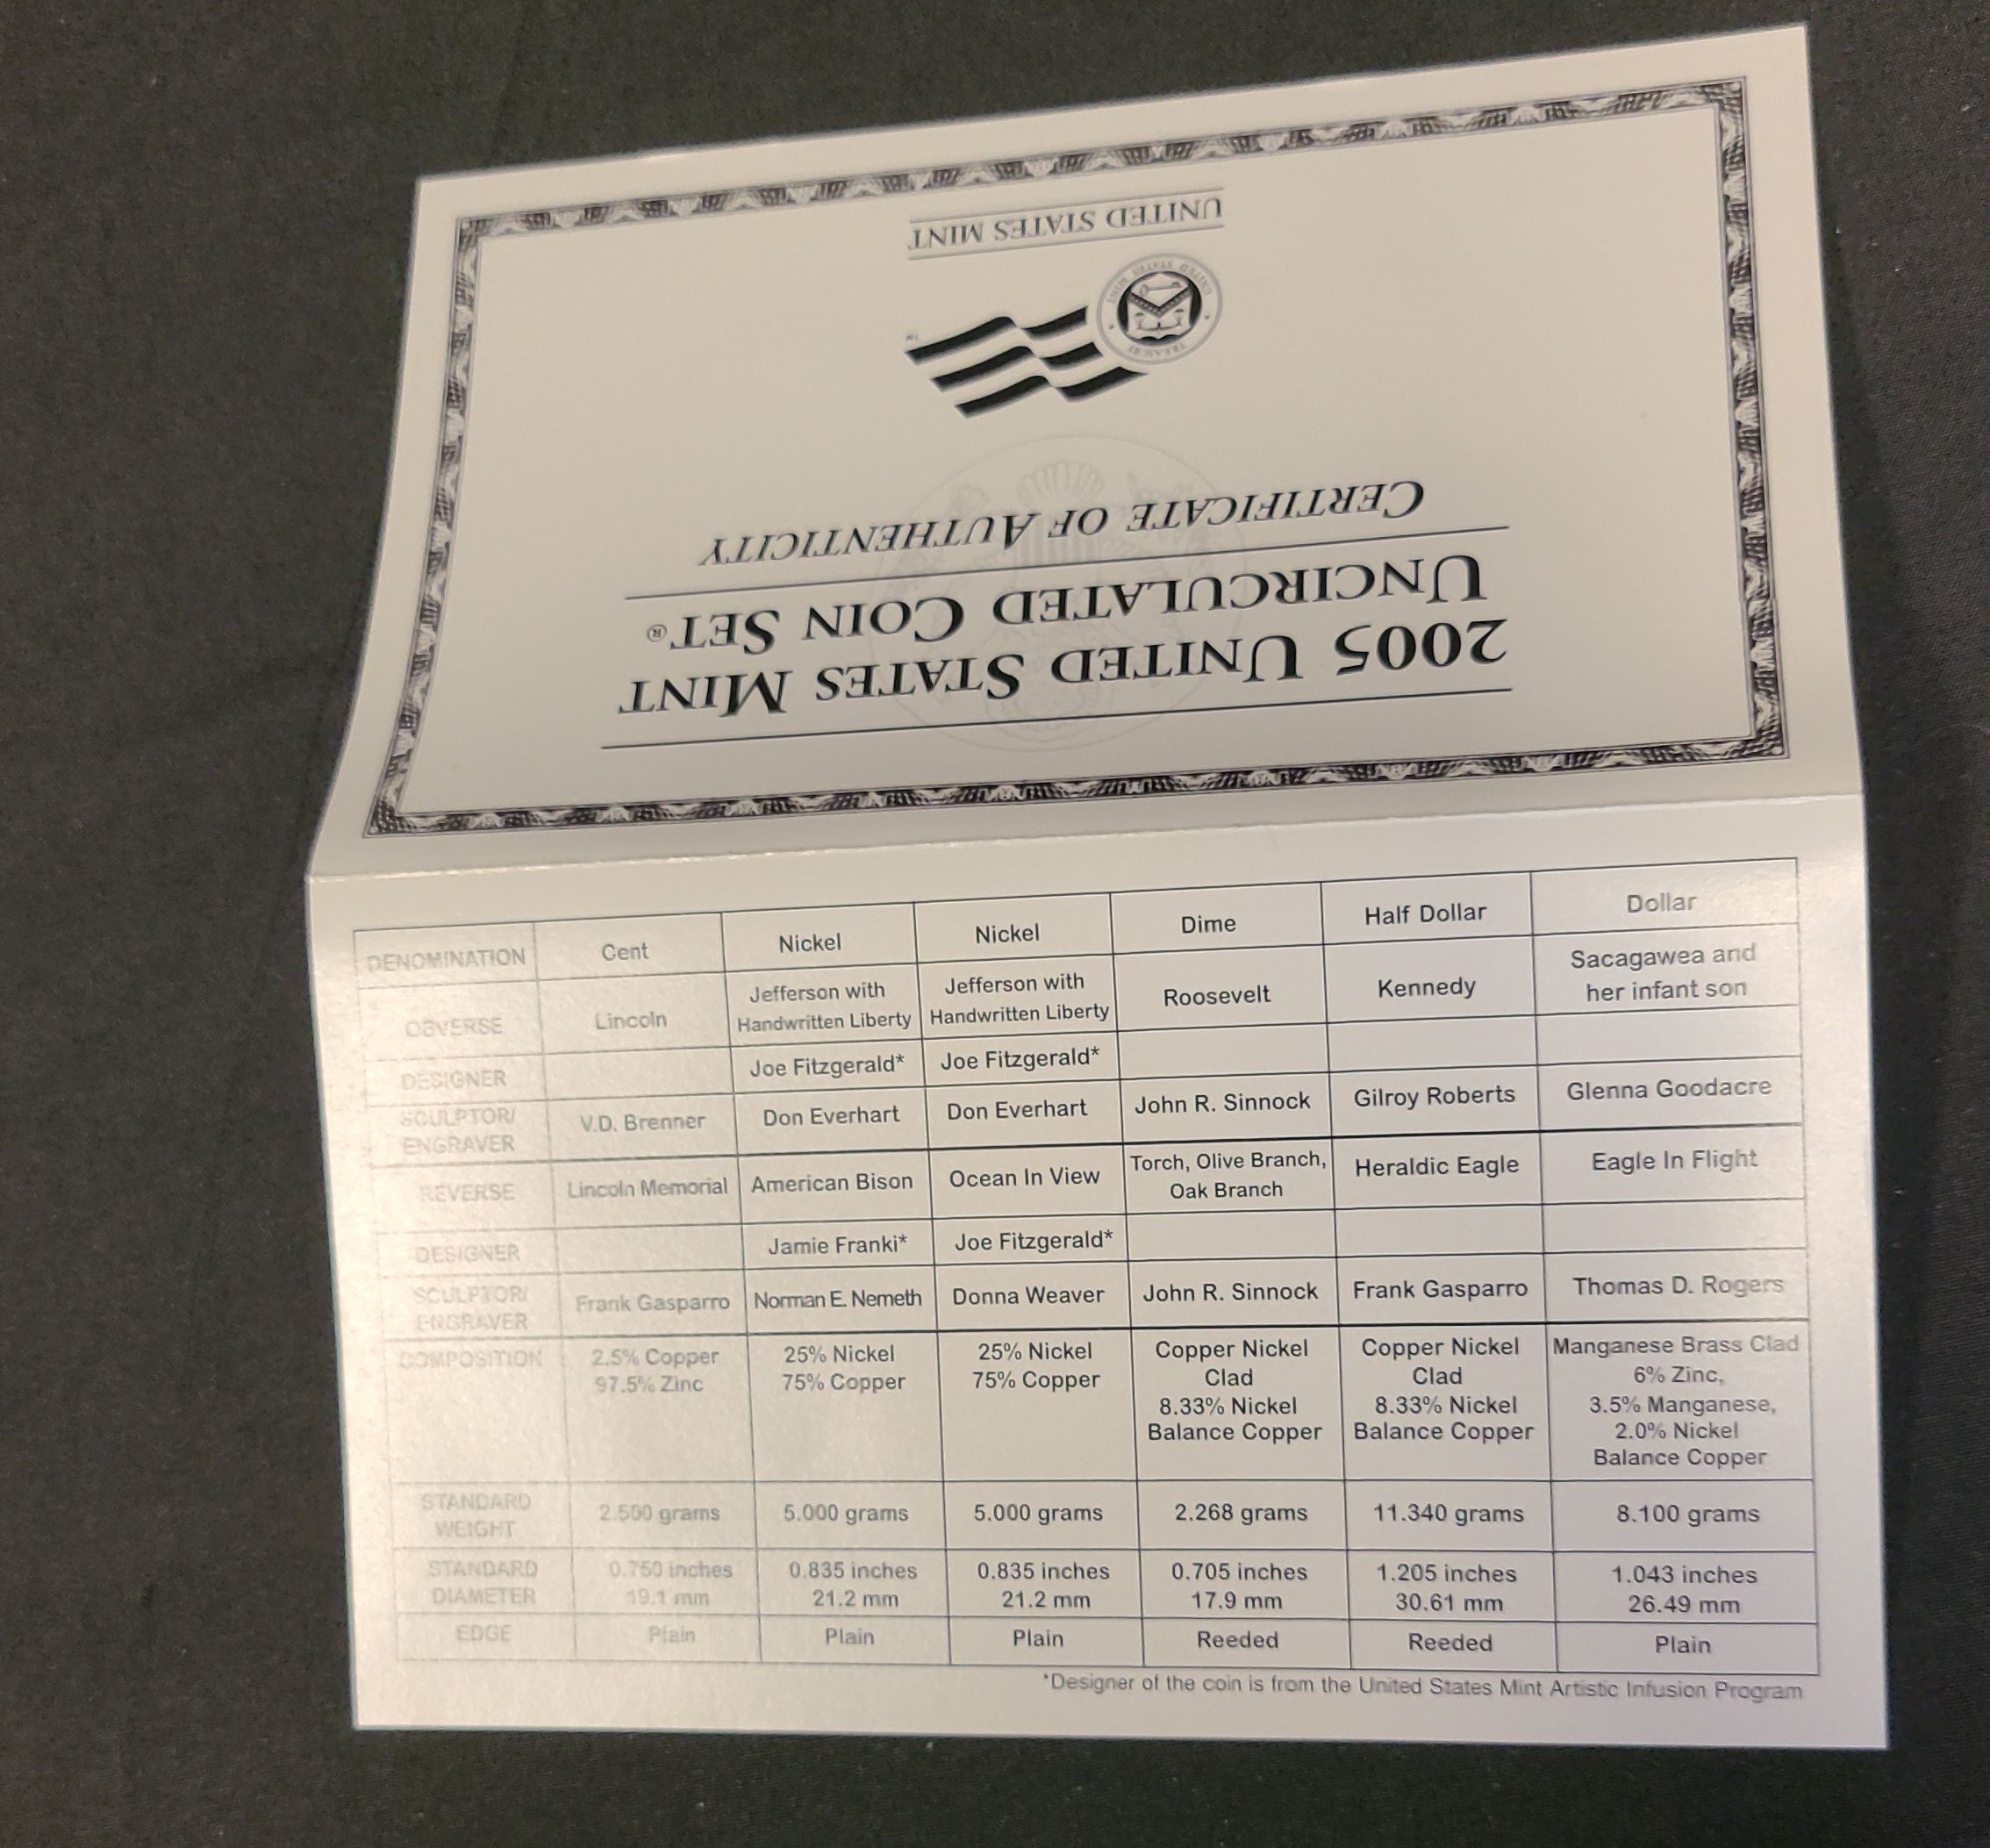 UNITED STATES MINT
TREASURY
UNITED STATES MINT
TM
2005 UNITED STATES MINT
UNCIRCULATED COIN SET®
CERTIFICATE OF AUTHENTICITY
DENOMINATION Cent Nickel Nickel Dime Half Dollar Dollar
OBVERSE Lincoln Jefferson with Handwritten Liberty Jefferson with Handwritten Liberty Roosevelt Kennedy Sacagawea and her infant son
DESIGNER Joe Fitzgerald* Joe Fitzgerald*
SCULPTOR/ENGRAVER V.D. Brenner Don Everhart Don Everhart John R. Sinnock Gilroy Roberts Glenna Goodacre
REVERSE Lincoln Memorial American Bison Ocean In View Torch, Olive Branch, Oak Branch Heraldic Eagle Eagle In Flight
DESIGNER Jamie Franki* Joe Fitzgerald*
SCULPTOR/ENGRAVER Frank Gasparro Norman E. Nemeth Donna Weaver John R. Sinnock Frank Gasparro Thomas D. Rogers
COMPOSITION 2.5% Copper 97.5% Zinc 25% Nickel 75% Copper 25% Nickel 75% Copper Copper Nickel Clad 8.33% Nickel Balance Copper Copper Nickel Clad 8.33% Nickel Balance Copper Manganese Brass Clad 6% Zinc, 3.5% Manganese, 2.0% Nickel Balance Copper
STANDARD WEIGHT 2.500 grams 5.000 grams 5.000 grams 2.268 grams 11.340 grams 8.100 grams
STANDARD DIAMETER 0.750 inches 19.1 mm 0.835 inches 21.2 mm 0.835 inches 21.2 mm 0.705 inches 17.9 mm 1.205 inches 30.61 mm 1.043 inches 26.49 mm
EDGE Plain Plain Plain Reeded Reeded Plain
*Designer of the coin is from the United States Mint Artistic Infusion Program